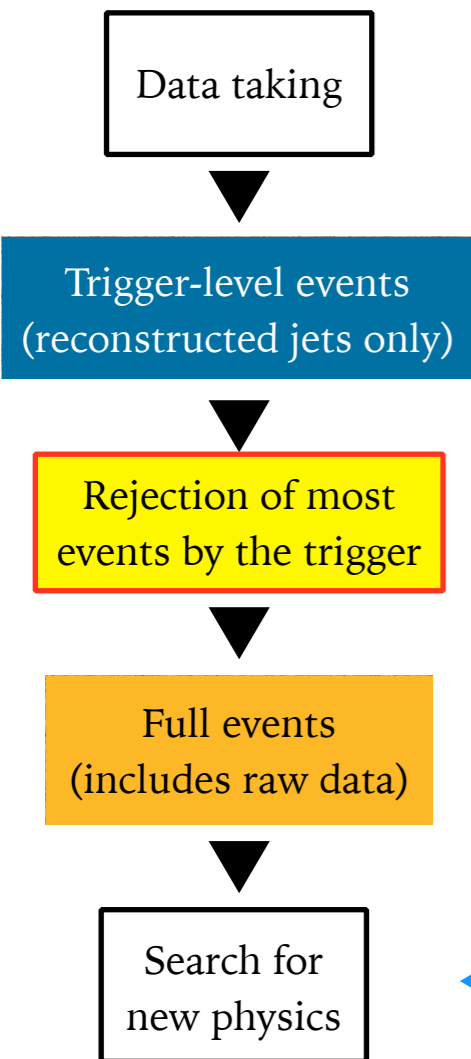 Data taking
Trigger-level events
(reconstructed jets only)
Rejection of most
events by the trigger
Full events
(includes raw data)
Search for
new physics